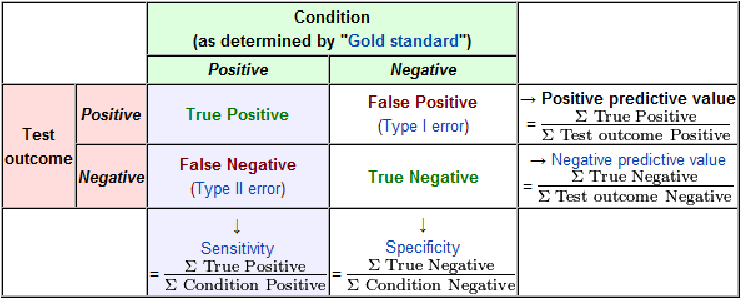 Condition
(as determined by "Gold standard")
Positive Negative
Test outcome
Positive True Positive False Positive (Type I error) → Positive predictive value = Σ True Positive / Σ Test outcome Positive
Negative False Negative (Type II error) True Negative → Negative predictive value = Σ True Negative / Σ Test outcome Negative
↓ ↓
Sensitivity Specificity
= Σ True Positive / Σ Condition Positive = Σ True Negative / Σ Condition Negative